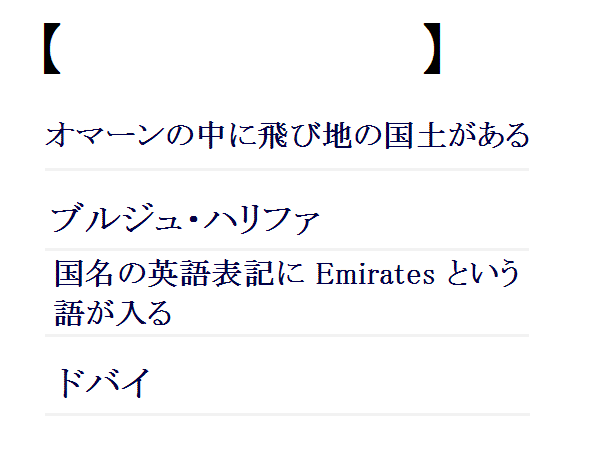 【 】
オマーンの中に飛び地の国土がある
ブルジュ・ハリファ
国名の英語表記に Emirates という
語が入る
ドバイ